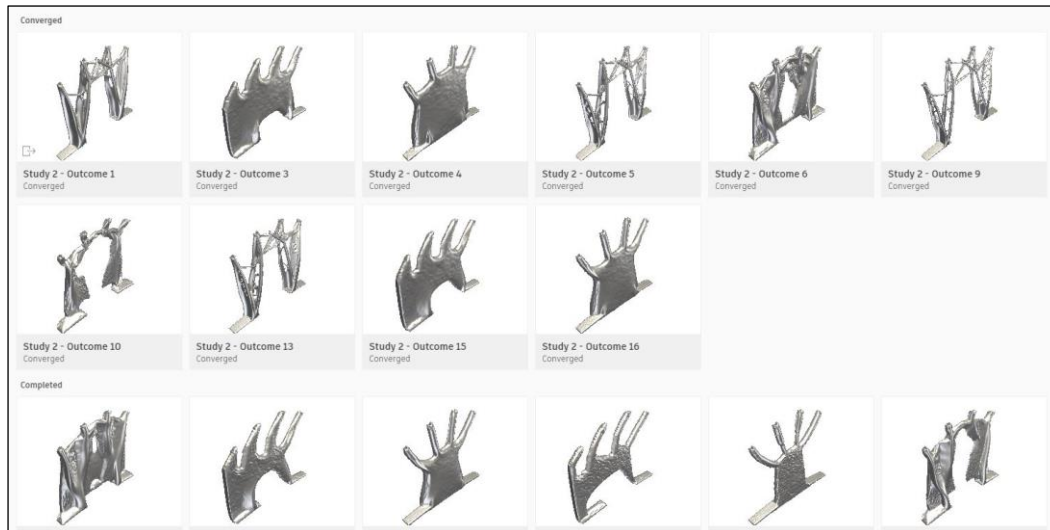 Converged
Study 2 - Outcome 1
Converged
Study 2 - Outcome 3
Converged
Study 2 - Outcome 4
Converged
Study 2 - Outcome 5
Converged
Study 2 - Outcome 6
Converged
Study 2 - Outcome 9
Converged
Study 2 - Outcome 10
Converged
Study 2 - Outcome 13
Converged
Study 2 - Outcome 15
Converged
Study 2 - Outcome 16
Converged
Completed